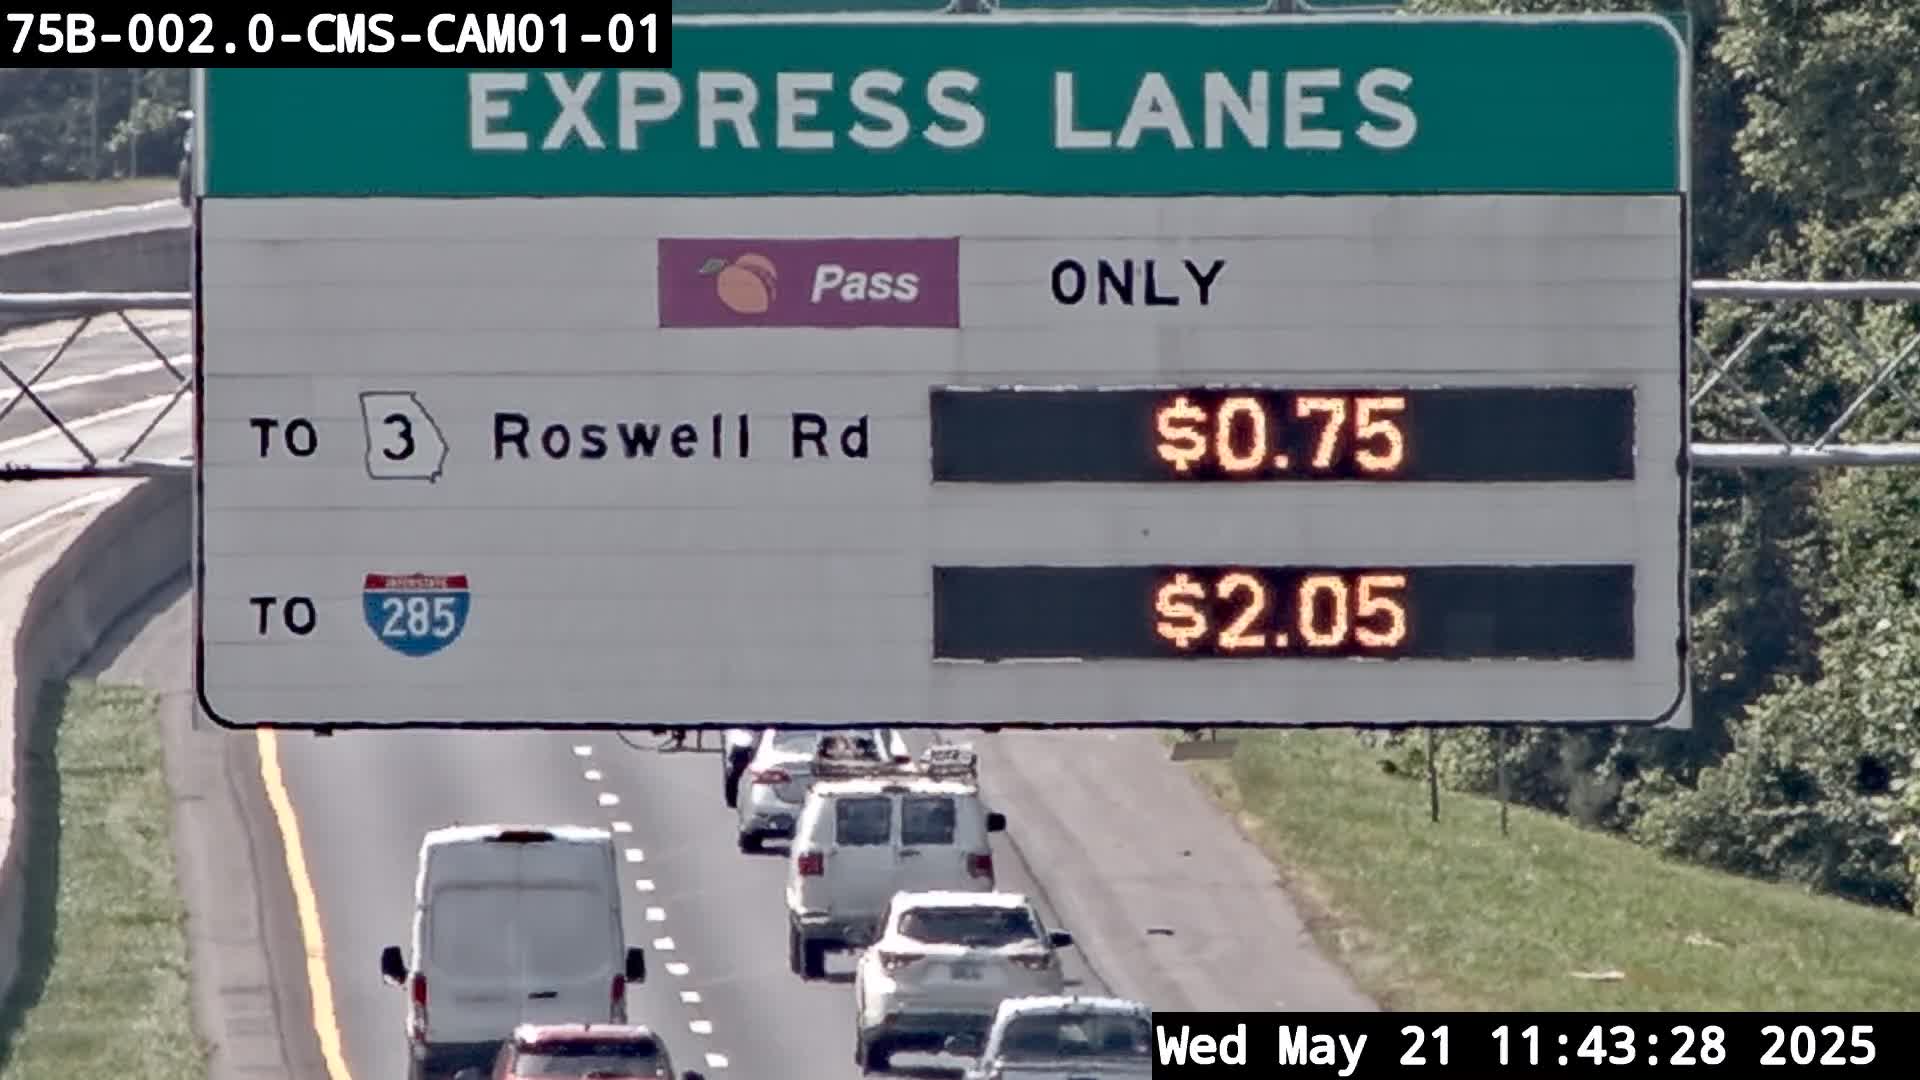 75B-002.0-CMS-CAM01-01
EXPRESS LANES
Pass ONLY
TO 3 Roswell Rd $0.75
TO INTERSTATE 285 $2.05
Wed May 21 11:43:28 2025